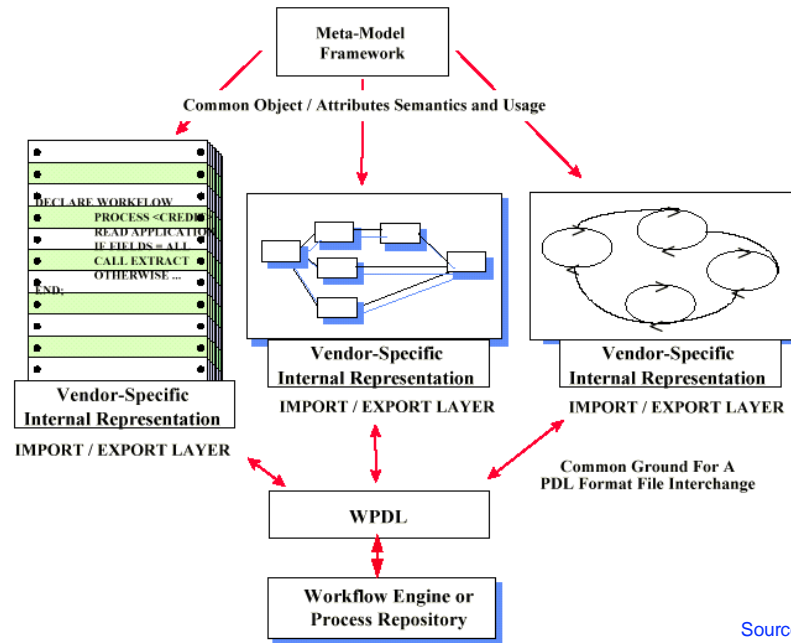 Meta-Model
Framework
Common Object / Attributes Semantics and Usage
DECLARE WORKFLOW
PROCESS <CREDIT>
READ APPLICATION
IF FIELDS = ALL
CALL EXTRACT
OTHERWISE ...
END;
Vendor-Specific
Internal Representation
IMPORT / EXPORT LAYER
Vendor-Specific
Internal Representation
IMPORT / EXPORT LAYER
Vendor-Specific
Internal Representation
IMPORT / EXPORT LAYER
Common Ground For A
PDL Format File Interchange
WPDL
Workflow Engine or
Process Repository
Sourc